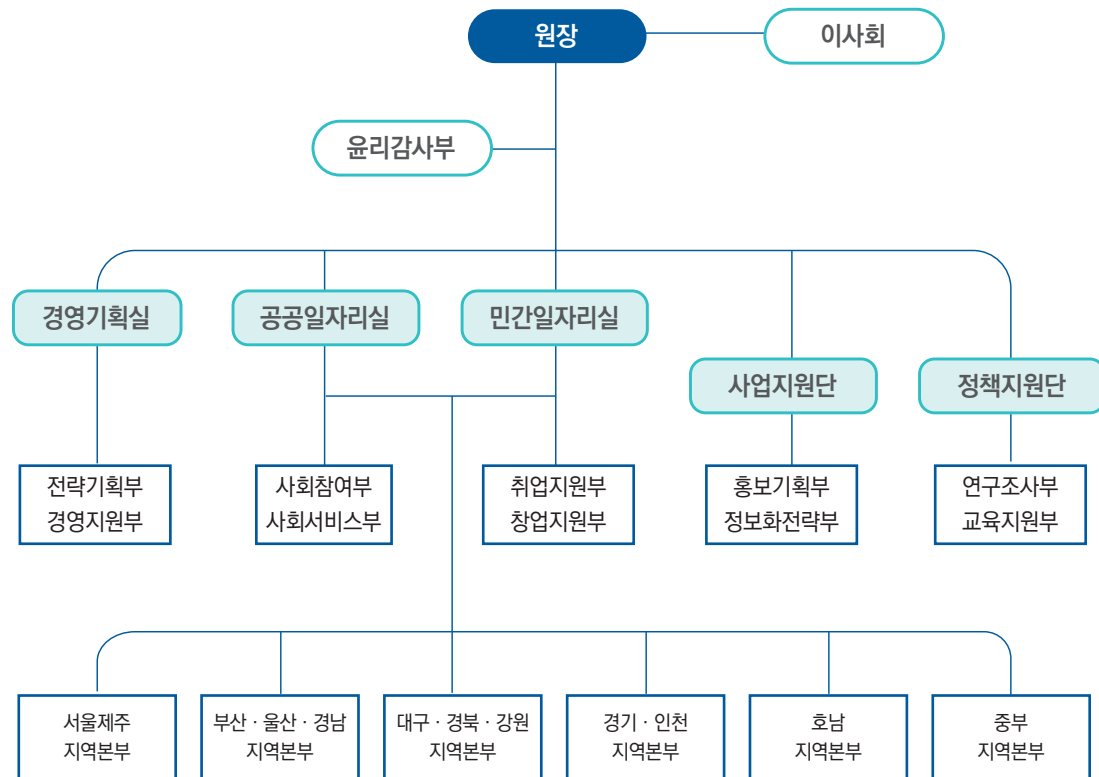 원장
이사회
윤리감사부
경영기획실
공공일자리실
민간일자리실
사업지원단
정책지원단
전략기획부
경영지원부
사회참여부
사회서비스부
취업지원부
창업지원부
홍보기획부
정보화전략부
연구조사부
교육지원부
서울제주
지역본부
부산 · 울산 · 경남
지역본부
대구 · 경북 · 강원
지역본부
경기 · 인천
지역본부
호남
지역본부
중부
지역본부